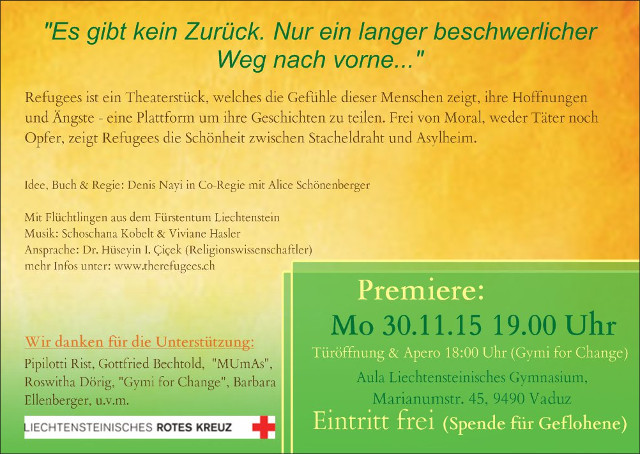 "Es gibt kein Zurück. Nur ein langer beschwerlicher
Weg nach vorne..."
Refugees ist ein Theaterstück, welches die Gefühle dieser Menschen zeigt, ihre Hoffnungen
und Ängste - eine Plattform um ihre Geschichten zu teilen. Frei von Moral, weder Täter noch
Opfer, zeigt Refugees die Schönheit zwischen Stacheldraht und Asylheim.
Idee, Buch & Regie: Denis Nayi in Co-Regie mit Alice Schönenberger
Mit Flüchtlingen aus dem Fürstentum Liechtenstein
Musik: Schoschana Kobelt & Viviane Hasler
Ansprache: Dr. Hüseyin I. Çiçek (Religionswissenschaftler)
mehr Infos unter: www.therefugees.ch
Wir danken für die Unterstützung:
Pipilotti Rist, Gottfried Bechtold, "MUmAs",
Roswitha Dörig, "Gymi for Change", Barbara
Ellenberger, u.v.m.
LIECHTENSTEINISCHES ROTES KREUZ
Premiere:
Mo 30.11.15 19.00 Uhr
Türöffnung & Apero 18:00 Uhr (Gymi for Change)
Aula Liechtensteinisches Gymnasium,
Marianumstr. 45, 9490 Vaduz
Eintritt frei (Spende für Geflohene)